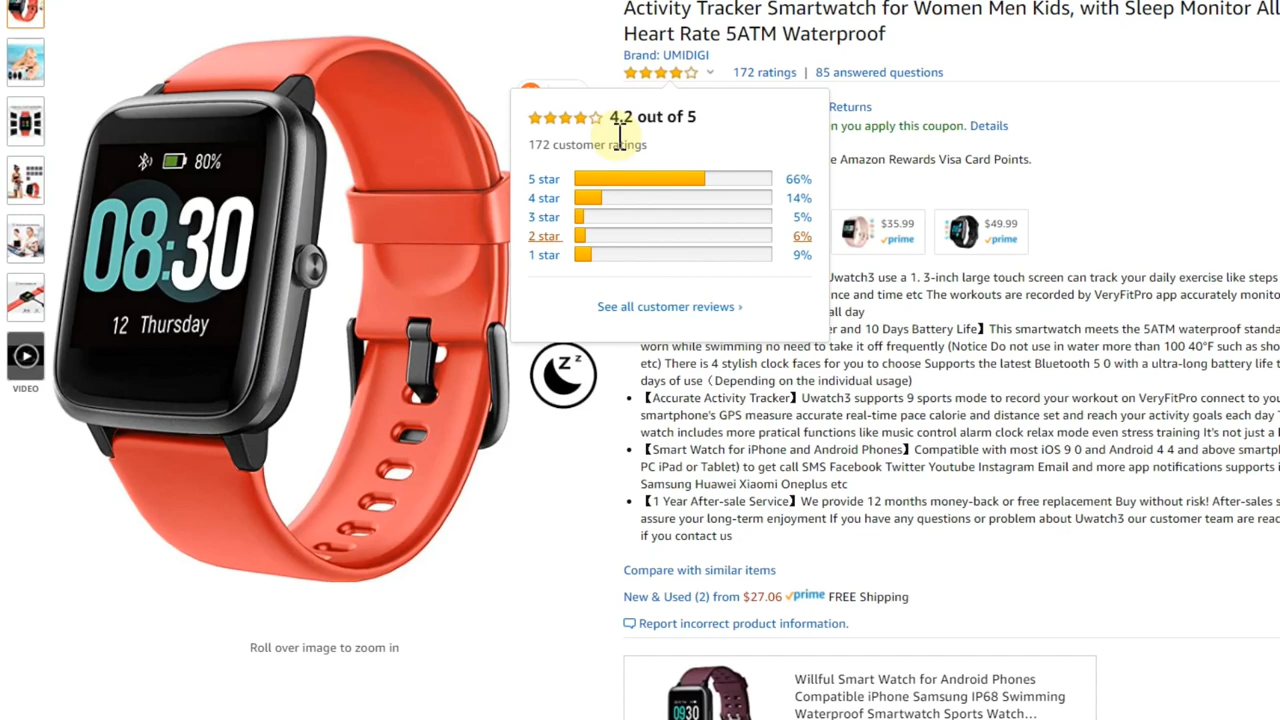 Activity Tracker Smartwatch for Women Men Kids, with Sleep Monitor All
Heart Rate 5ATM Waterproof
Brand: UMIDIGI
172 ratings | 85 answered questions
4.2 out of 5
172 customer ratings
5 star 66%
4 star 14%
3 star 5%
2 star 6%
1 star 9%
See all customer reviews ›
Returns
n you apply this coupon. Details
e Amazon Rewards Visa Card Points.
$35.99
prime
$49.99
prime
80%
08:30
12 Thursday
Zz
VIDEO
Uwatch3 use a 1. 3-inch large touch screen can track your daily exercise like steps
nce and time etc The workouts are recorded by VeryFitPro app accurately monito
all day
r and 10 Days Battery Life】This smartwatch meets the 5ATM waterproof standa
worn while swimming no need to take it off frequently (Notice Do not use in water more than 100 40°F such as sho
etc) There is 4 stylish clock faces for you to choose Supports the latest Bluetooth 5 0 with a ultra-long battery life t
days of use（Depending on the individual usage)
• 【Accurate Activity Tracker】Uwatch3 supports 9 sports mode to record your workout on VeryFitPro connect to you
smartphone's GPS measure accurate real-time pace calorie and distance set and reach your activity goals each day T
watch includes more pratical functions like music control alarm clock relax mode even stress training It's not just a b
• 【Smart Watch for iPhone and Android Phones】Compatible with most iOS 9 0 and Android 4 4 and above smartp
PC iPad or Tablet) to get call SMS Facebook Twitter Youtube Instagram Email and more app notifications supports i
Samsung Huawei Xiaomi Oneplus etc
• 【1 Year After-sale Service】We provide 12 months money-back or free replacement Buy without risk! After-sales s
assure your long-term enjoyment If you have any questions or problem about Uwatch3 our customer team are reac
if you contact us
Compare with similar items
New & Used (2) from $27.06 prime FREE Shipping
Report incorrect product information.
Roll over image to zoom in
Willful Smart Watch for Android Phones
Compatible iPhone Samsung IP68 Swimming
Waterproof Smartwatch Sports Watch…